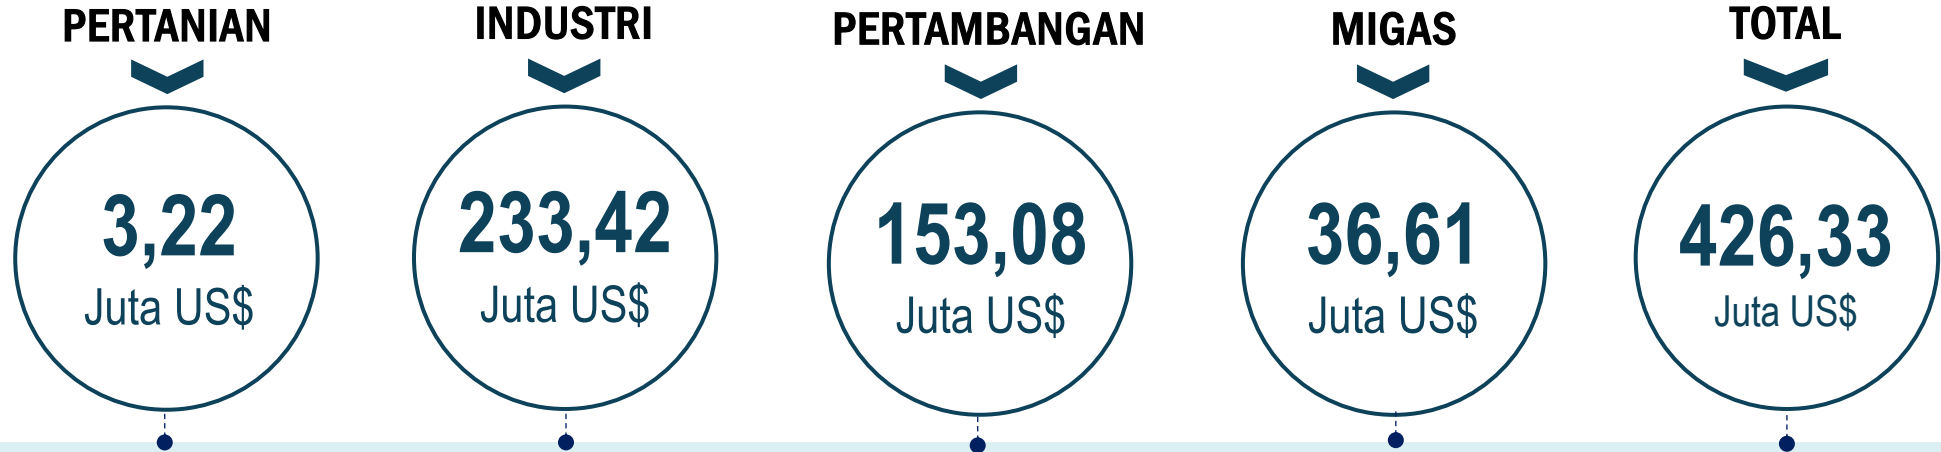 PERTANIAN
3,22
Juta US$
INDUSTRI
233,42
Juta US$
PERTAMBANGAN
153,08
Juta US$
MIGAS
36,61
Juta US$
TOTAL
426,33
Juta US$